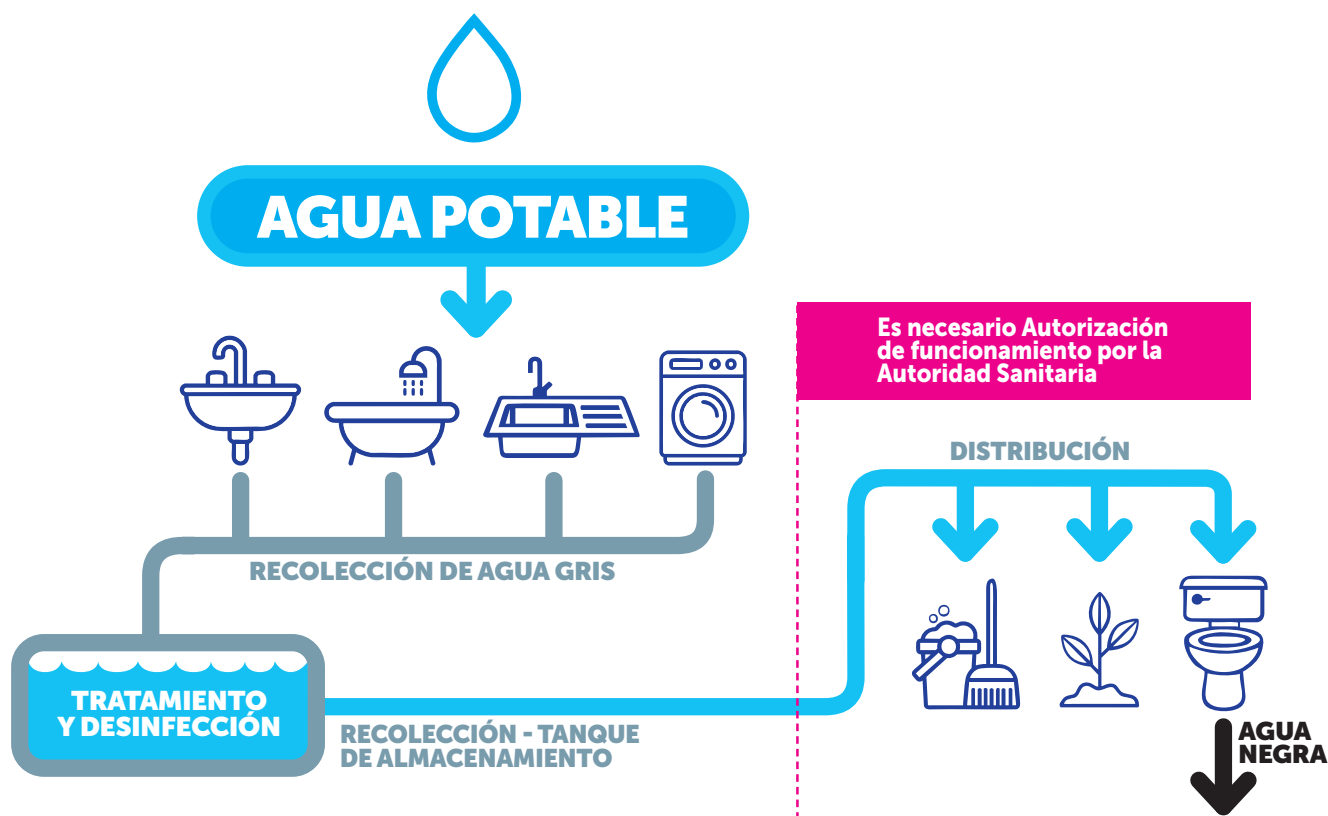 AGUA POTABLE
Es necesario Autorización
de funcionamiento por la
Autoridad Sanitaria
DISTRIBUCIÓN
RECOLECCIÓN DE AGUA GRIS
TRATAMIENTO
Y DESINFECCIÓN
RECOLECCIÓN - TANQUE
DE ALMACENAMIENTO
AGUA
NEGRA